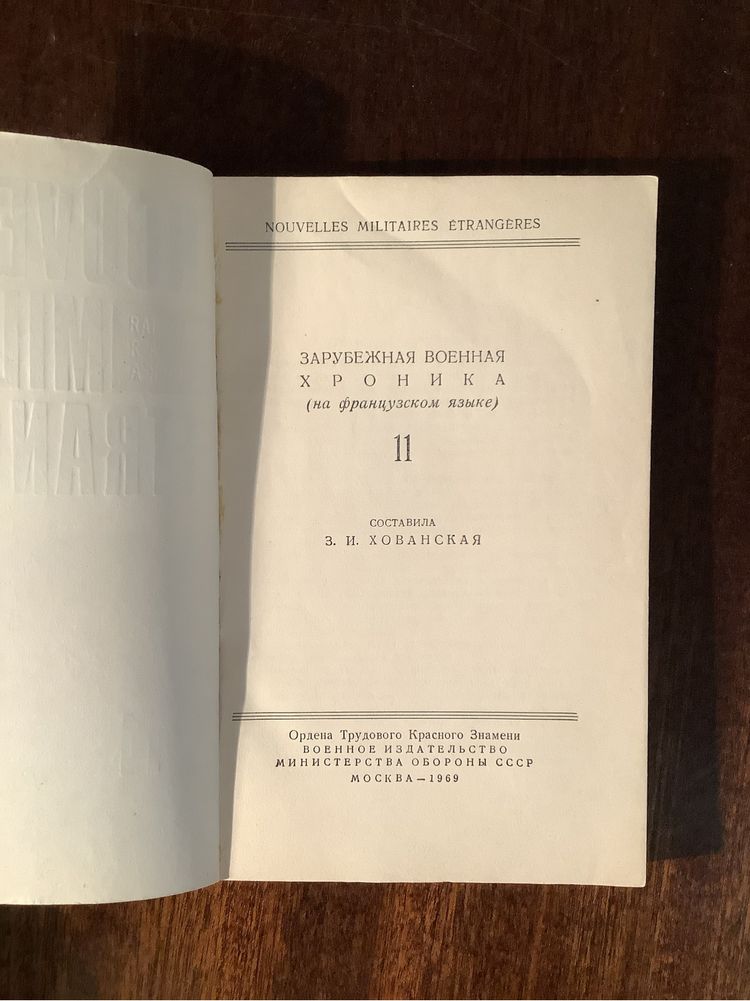 NOUVELLES MILITAIRES ÉTRANGÈRES
ЗАРУБЕЖНАЯ ВОЕННАЯ
ХРОНИКА
(на французском языке)
11
СОСТАВИЛА
З. И. ХОВАНСКАЯ
Ордена Трудового Красного Знамени
ВОЕННОЕ ИЗДАТЕЛЬСТВО
МИНИСТЕРСТВА ОБОРОНЫ СССР
МОСКВА — 1969